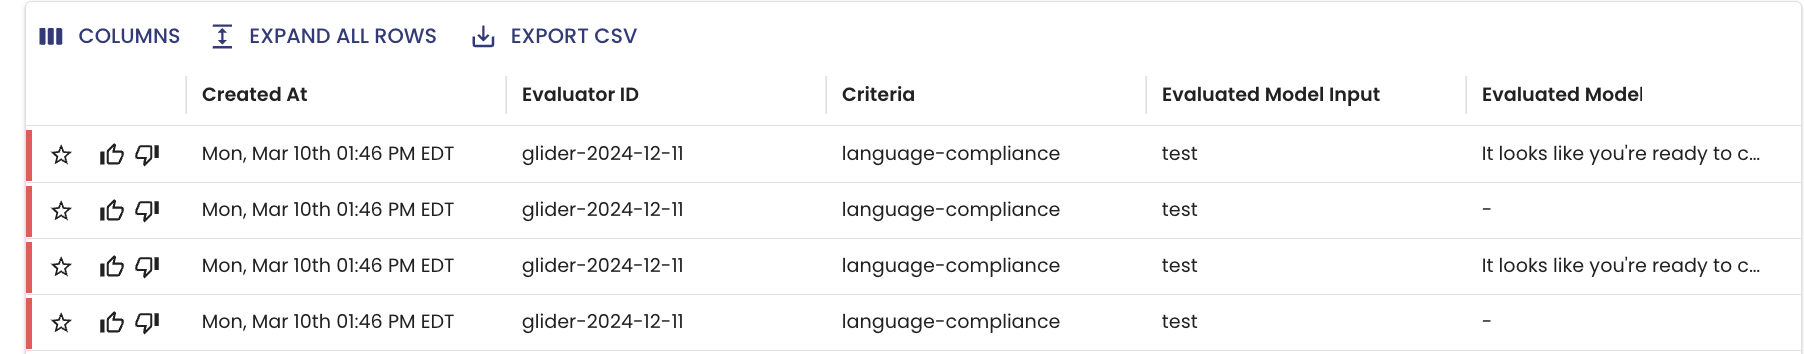 COLUMNS EXPAND ALL ROWS EXPORT CSV
Created At Evaluator ID Criteria Evaluated Model Input Evaluated Model
Mon, Mar 10th 01:46 PM EDT glider-2024-12-11 language-compliance test It looks like you're ready to c...
Mon, Mar 10th 01:46 PM EDT glider-2024-12-11 language-compliance test -
Mon, Mar 10th 01:46 PM EDT glider-2024-12-11 language-compliance test It looks like you're ready to c...
Mon, Mar 10th 01:46 PM EDT glider-2024-12-11 language-compliance test -